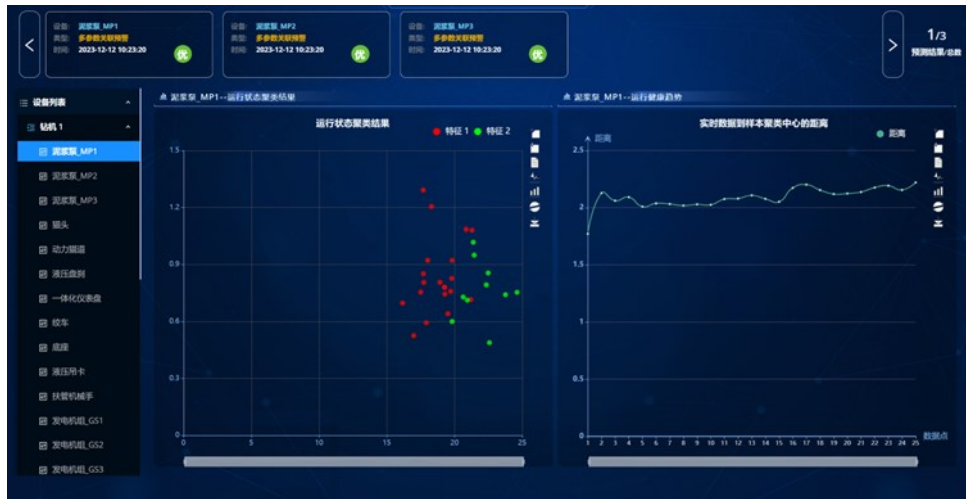 设备: 泥浆泵_MP1
类型: 多参数关联预警
时间: 2023-12-12 10:23:20
优
设备: 泥浆泵_MP2
类型: 多参数关联预警
时间: 2023-12-12 10:23:20
优
设备: 泥浆泵_MP3
类型: 多参数关联预警
时间: 2023-12-12 10:23:20
优
1/3
预测结果/总数
设备列表
钻机 1
泥浆泵_MP1
泥浆泵_MP2
泥浆泵_MP3
猫头
动力猫道
液压盘刹
一体化仪表盘
绞车
底座
液压吊卡
扶管机械手
发电机组_GS1
发电机组_GS2
发电机组_GS3
泥浆泵_MP1--运行状态聚类结果
运行状态聚类结果
特征 1 特征 2
1.5
1.2
0.9
0.6
0.3
0
0 5 10 15 20 25
泥浆泵_MP1--运行健康趋势
实时数据到样本聚类中心的距离
距离
距离
2.5
2
1.5
1
0.5
0
1 2 3 4 5 6 7 8 9 10 11 12 13 14 15 16 17 18 19 20 21 22 23 24 25
数据点